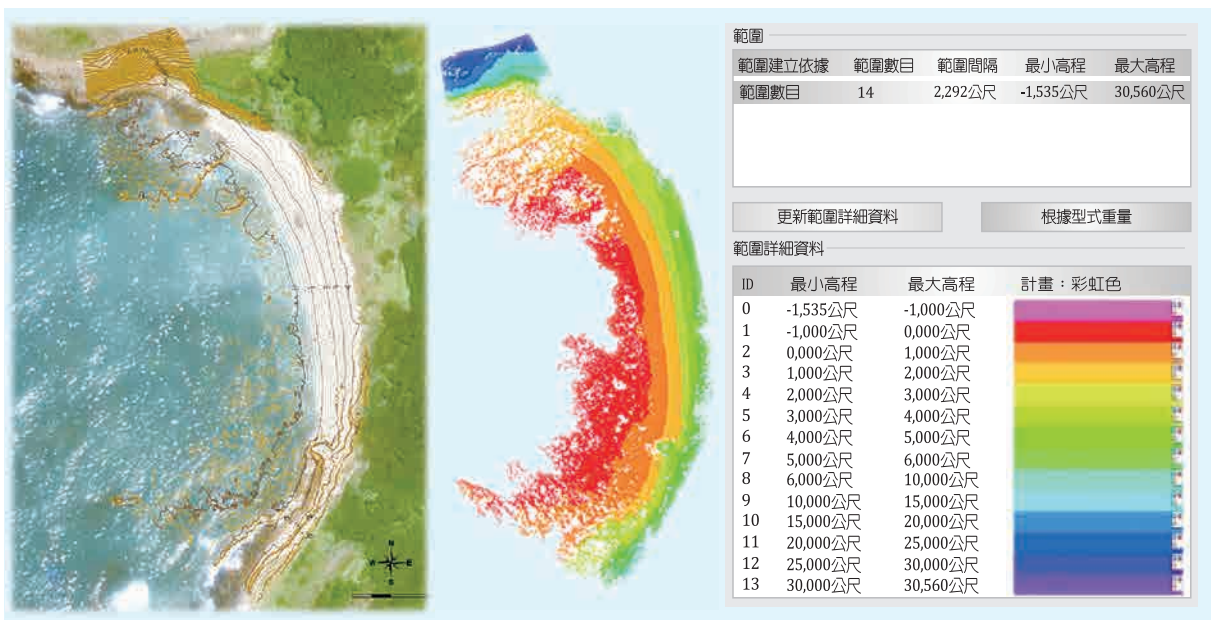 範圍
範圍建立依據 範圍數目 範圍間隔 最小高程 最大高程
範圍數目 14 2,292公尺 -1,535公尺 30,560公尺
更新範圍詳細資料 根據型式重量
範圍詳細資料
ID 最小高程 最大高程 計畫：彩虹色
0 -1,535公尺 -1,000公尺
1 -1,000公尺 0,000公尺
2 0,000公尺 1,000公尺
3 1,000公尺 2,000公尺
4 2,000公尺 3,000公尺
5 3,000公尺 4,000公尺
6 4,000公尺 5,000公尺
7 5,000公尺 6,000公尺
8 6,000公尺 10,000公尺
9 10,000公尺 15,000公尺
10 15,000公尺 20,000公尺
11 20,000公尺 25,000公尺
12 25,000公尺 30,000公尺
13 30,000公尺 30,560公尺
N
W E
S